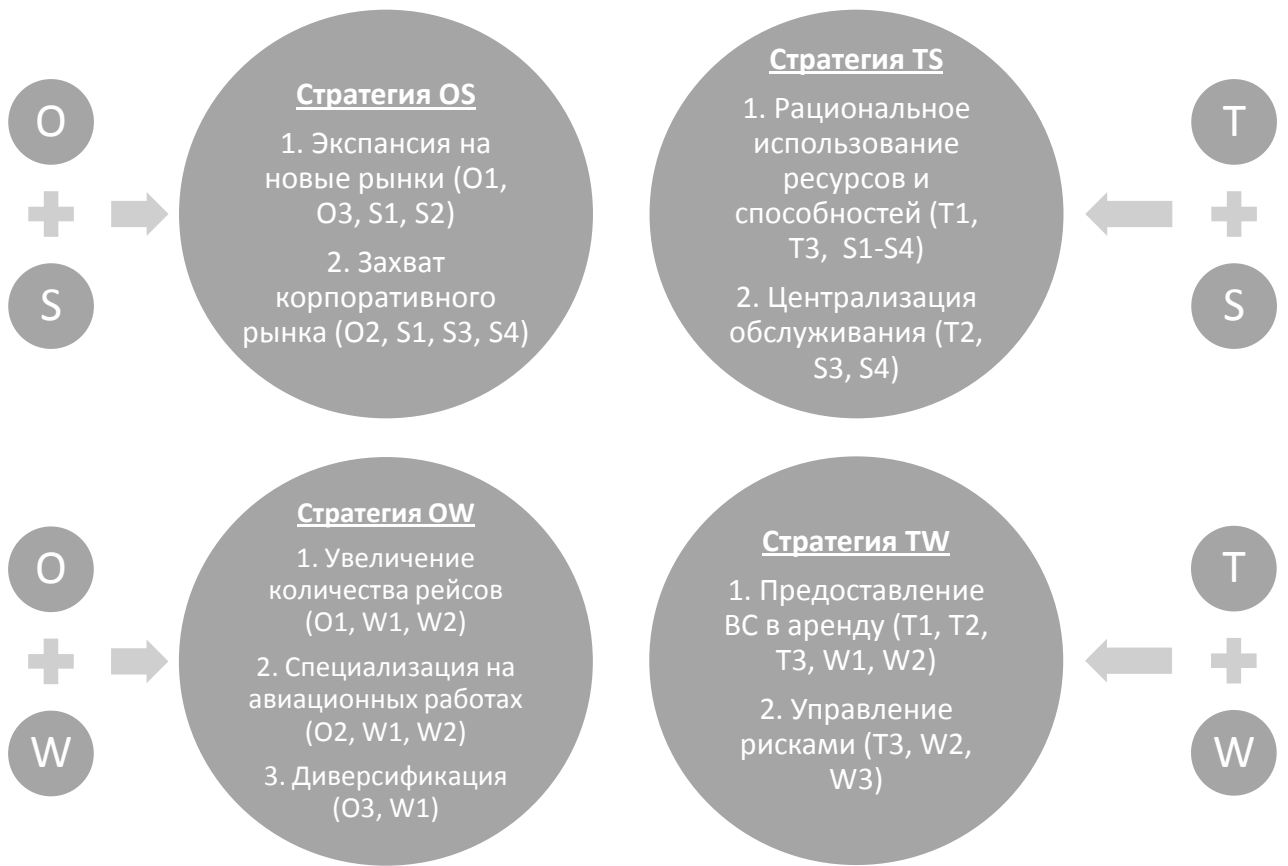 O
S
Стратегия OS
1. Экспансия на
новые рынки (O1,
O3, S1, S2)
2. Захват
корпоративного
рынка (O2, S1, S3, S4)
Стратегия TS
1. Рациональное
использование
ресурсов и
способностей (T1,
T3, S1-S4)
2. Централизация
обслуживания (T2,
S3, S4)
T
S
O
W
Стратегия OW
1. Увеличение
количества рейсов
(O1, W1, W2)
2. Специализация на
авиационных работах
(O2, W1, W2)
3. Диверсификация
(O3, W1)
Стратегия TW
1. Предоставление
ВС в аренду (T1, T2,
T3, W1, W2)
2. Управление
рисками (T3, W2,
W3)
T
W